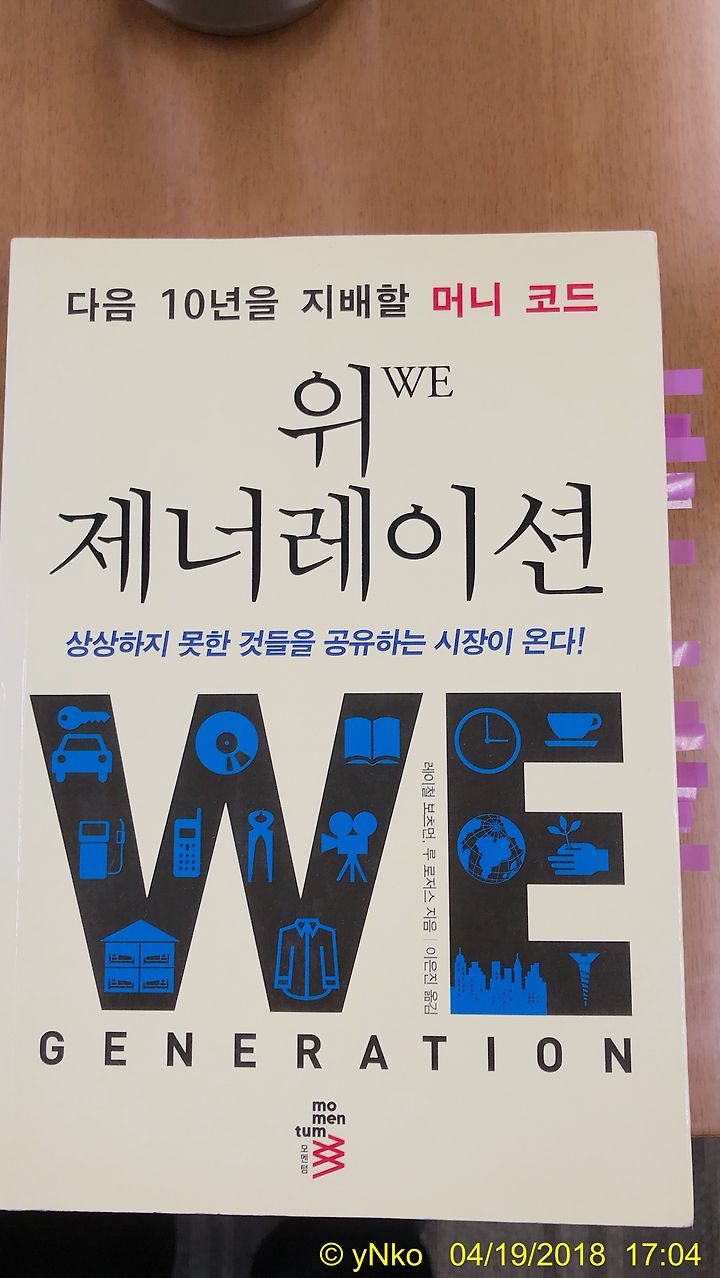 다음 10년을 지배할 머니 코드
위WE
제너레이션
상상하지 못한 것들을 공유하는 시장이 온다!
WE
레이철 보츠먼, 루 로저스 지음 | 이은진 옮김
GENERATION
mo
men
tum
모멘텀
© yNko 04/19/2018 17:04